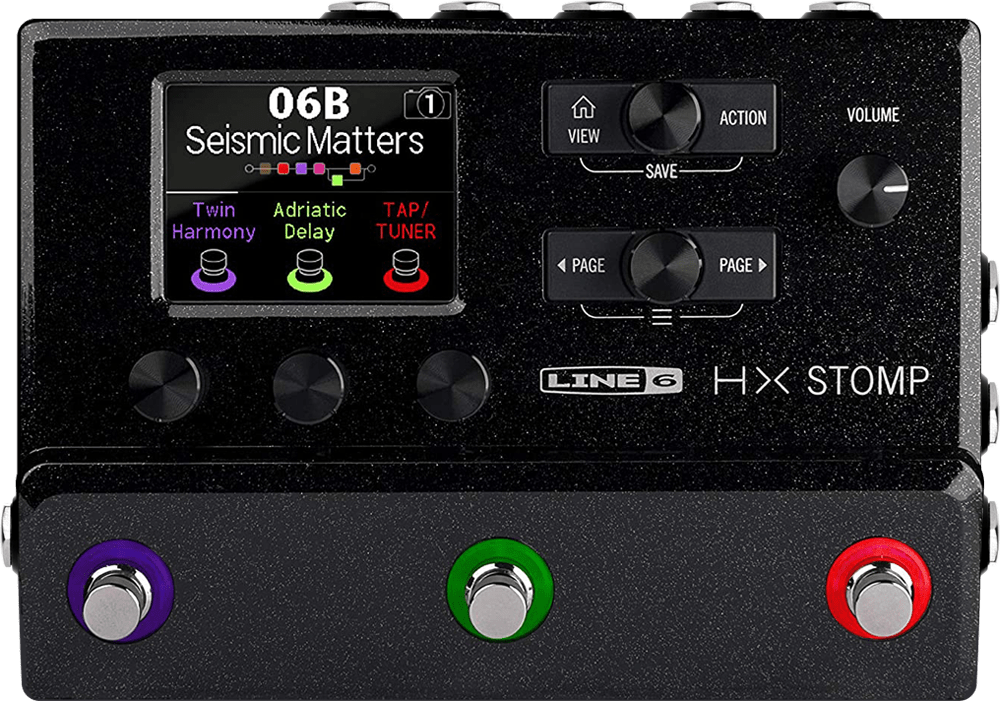 06B
1
Seismic Matters
Twin
Harmony
Adriatic
Delay
TAP/
TUNER
VIEW
ACTION
SAVE
PAGE
PAGE
VOLUME
LINE 6
HX STOMP